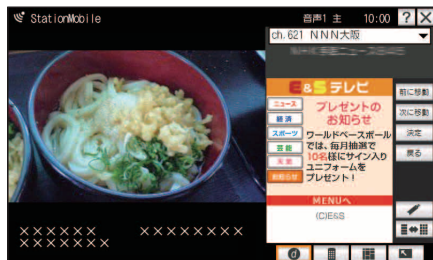 StationMobile
音声1 主 10:00 ? ×
ch.621 NNN大阪
E&Sテレビ
ニュース
経済
スポーツ
芸能
天気
お知らせ
プレゼントの
お知らせ
ワールドベースボール
では、毎月抽選で
10名様にサイン入り
ユニフォームを
プレゼント！
MENUへ
(C)E&S
前に移動
次に移動
決定
戻る
×××××× ××××××××
×××××××
d